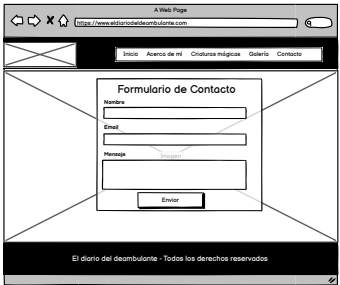 A Web Page
https://www.eldiariodeldeambulante.com
Inicio Acerca de mí Criaturas mágicas Galería Contacto
Formulario de Contacto
Nombre
Email
Mensaje
Imagen
Enviar
El diario del deambulante - Todos los derechos reservados